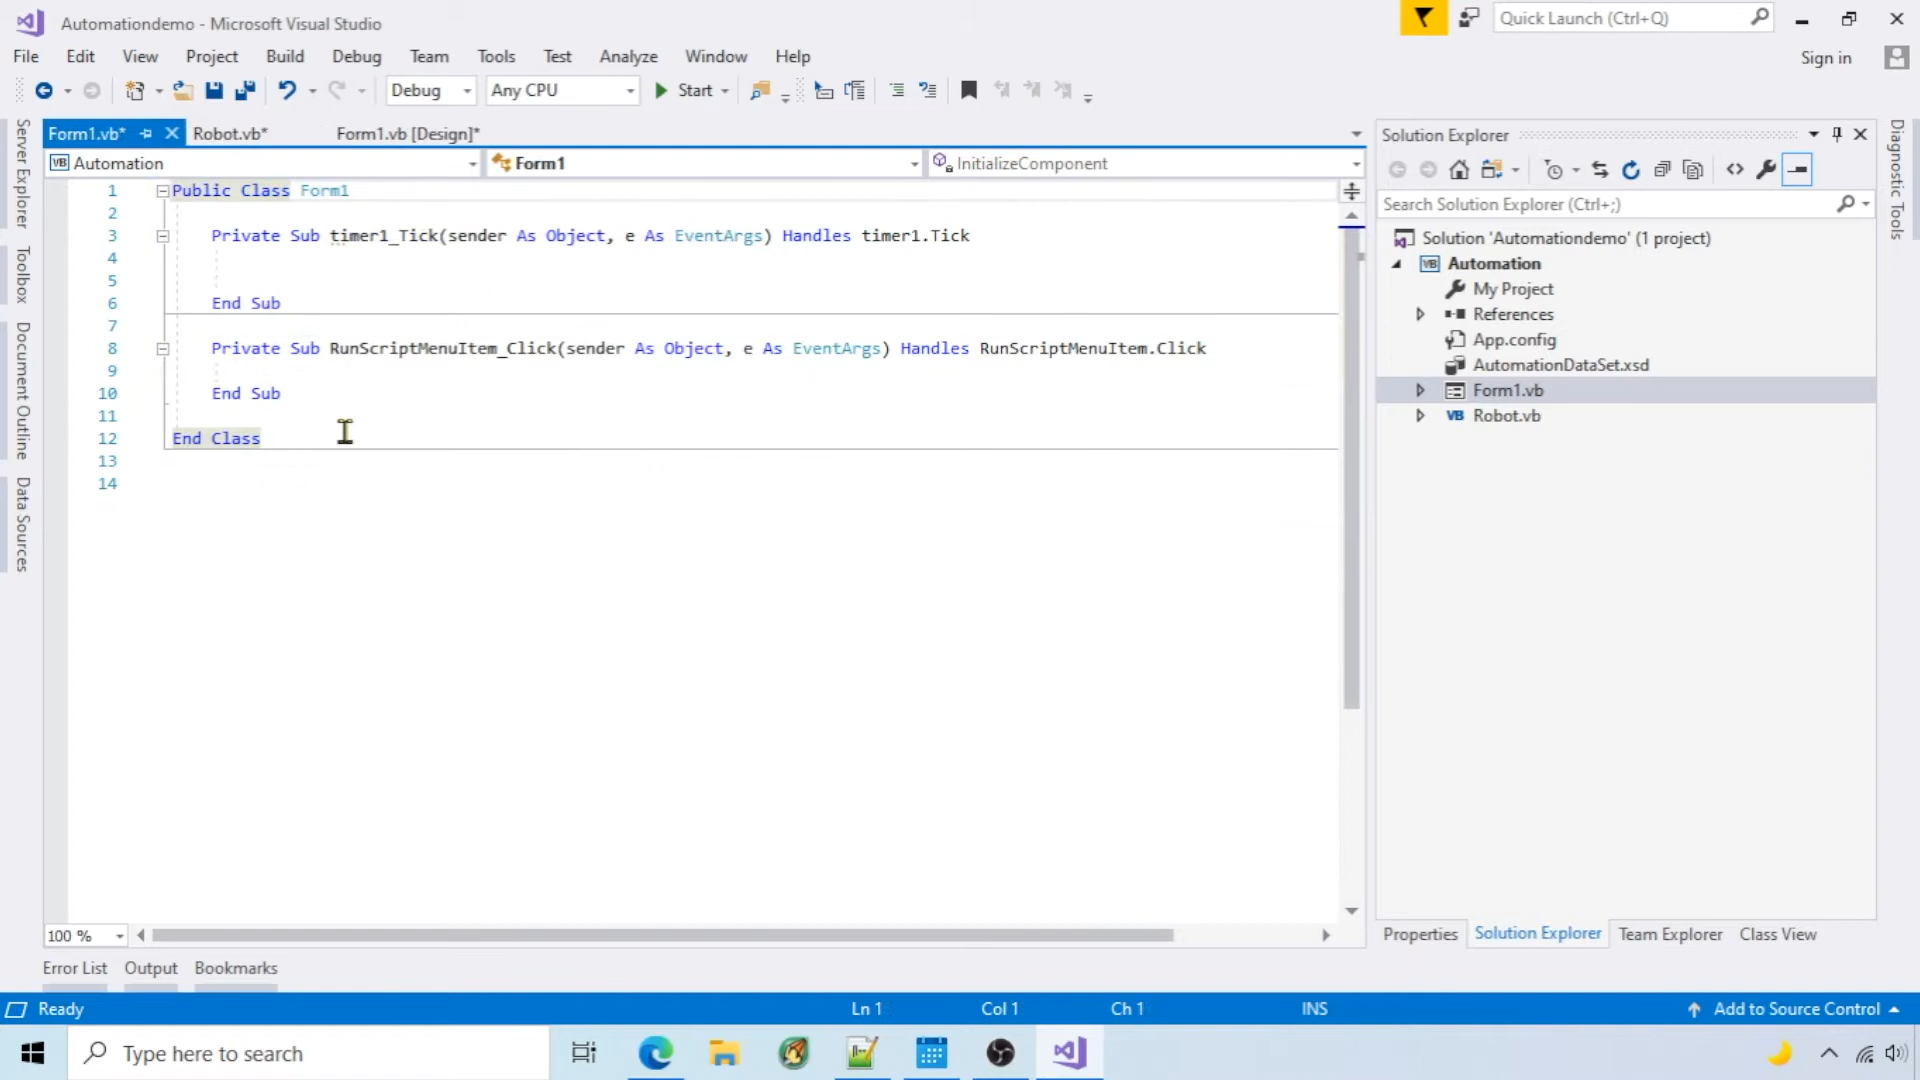 Automationdemo - Microsoft Visual Studio
Quick Launch (Ctrl+Q)
File Edit View Project Build Debug Team Tools Test Analyze Window Help
Sign in
Debug Any CPU Start
Form1.vb* Robot.vb* Form1.vb [Design]*
VB Automation Form1 InitializeComponent
1 Public Class Form1
2
3 Private Sub timer1_Tick(sender As Object, e As EventArgs) Handles timer1.Tick
4
5
6 End Sub
7
8 Private Sub RunScriptMenuItem_Click(sender As Object, e As EventArgs) Handles RunScriptMenuItem.Click
9
10 End Sub
11
12 End Class
13
14
Server Explorer
Toolbox
Document Outline
Data Sources
Solution Explorer
Search Solution Explorer (Ctrl+;)
Solution 'Automationdemo' (1 project)
VB Automation
My Project
References
App.config
AutomationDataSet.xsd
Form1.vb
VB Robot.vb
Diagnostic Tools
100 %
Properties Solution Explorer Team Explorer Class View
Error List Output Bookmarks
Ready Ln 1 Col 1 Ch 1 INS Add to Source Control
Type here to search